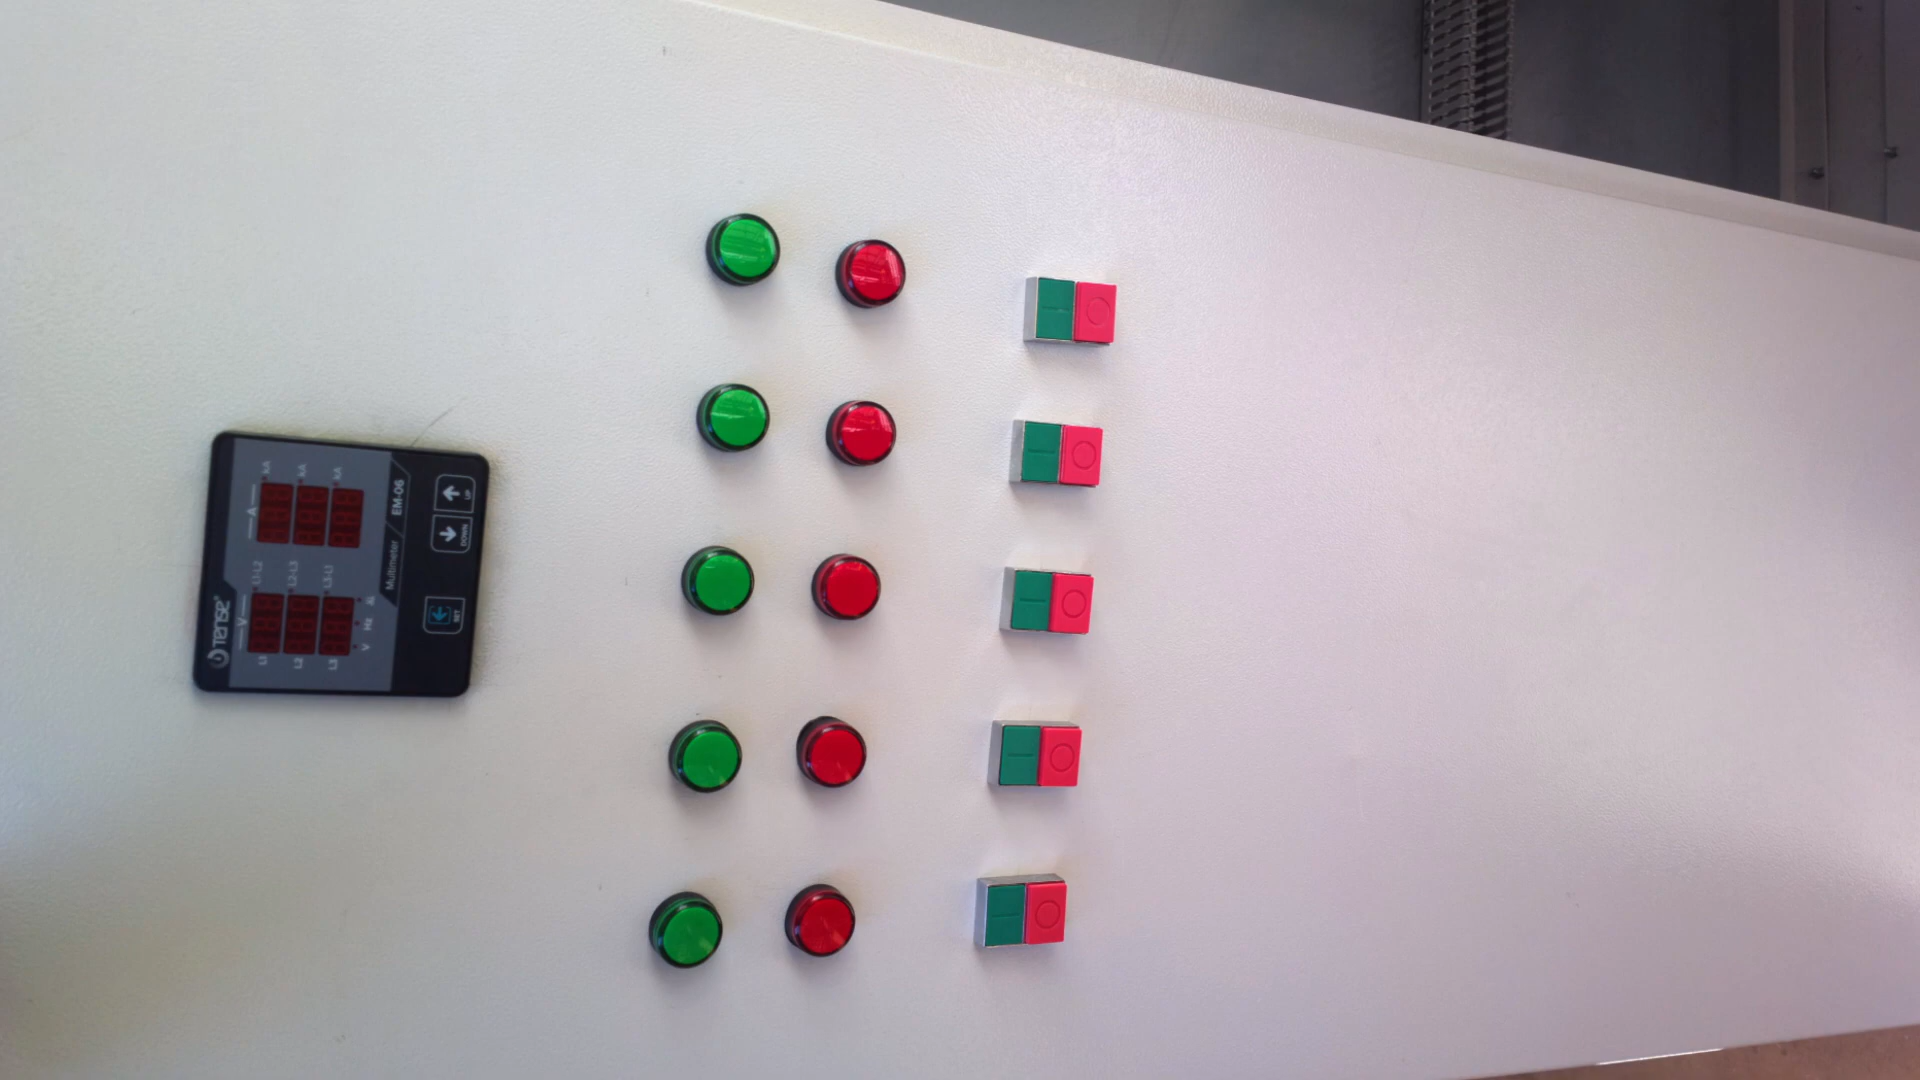 TENSE®
V
A
L1
L1-L2
kA
L2
L2-L3
kA
L3
L3-L1
kA
V Hz
Multimeter EM-06
SET
DOWN
UP